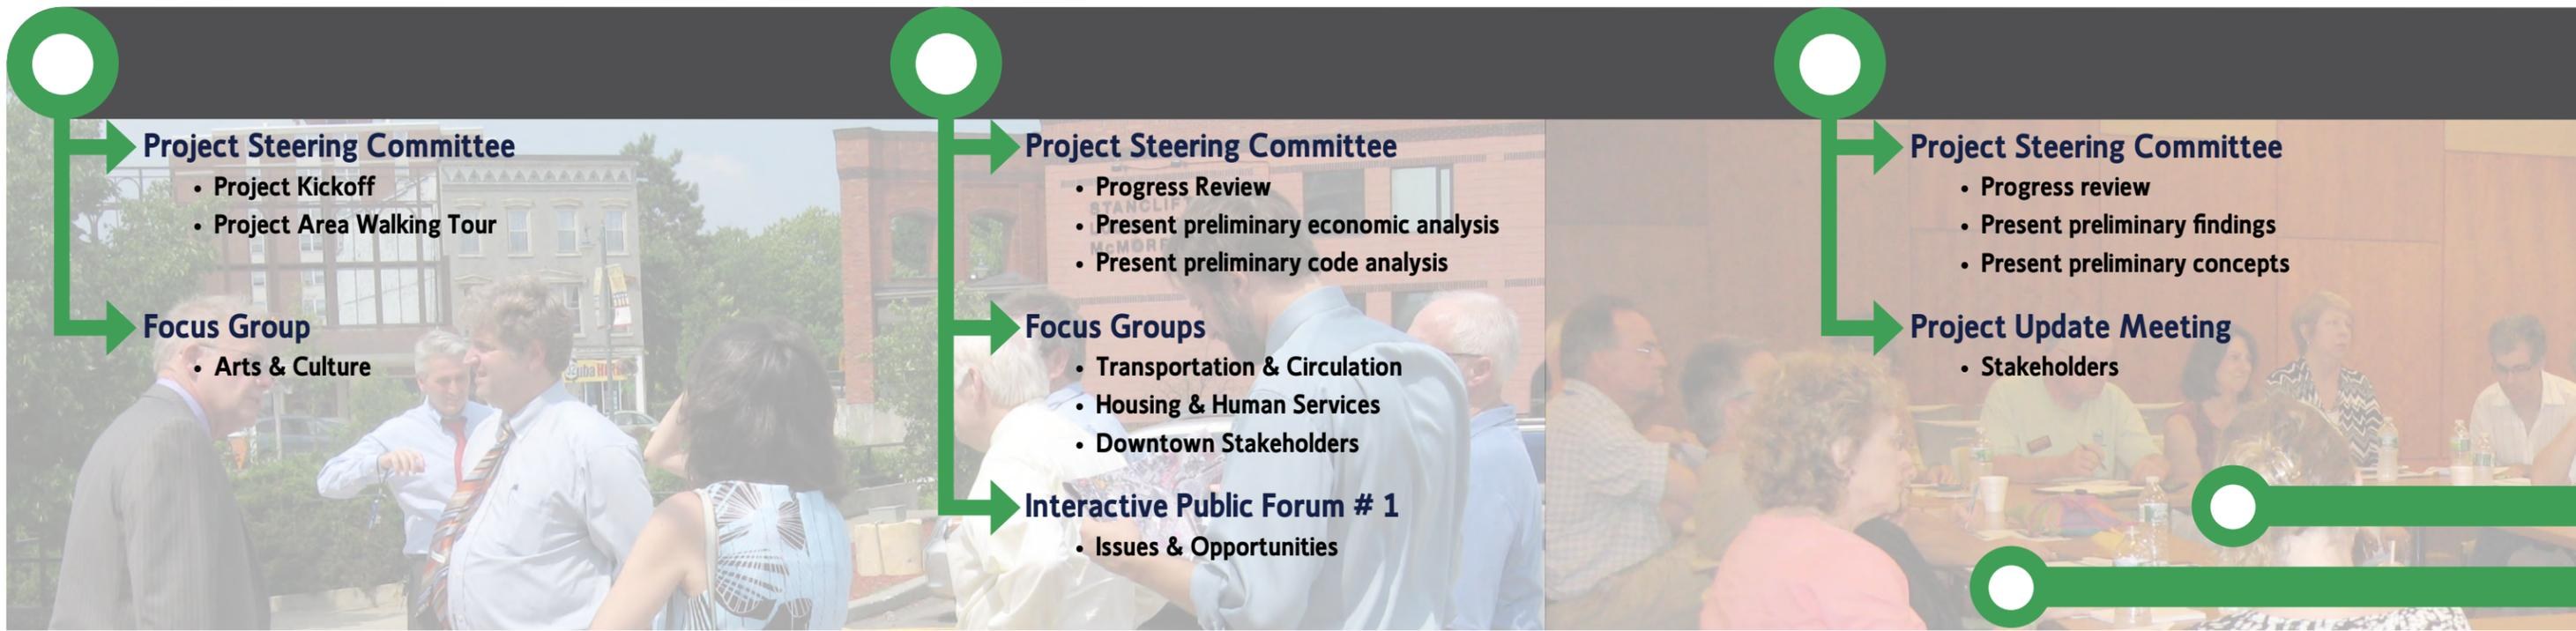 Project Steering Committee
• Project Kickoff
• Project Area Walking Tour
Focus Group
• Arts & Culture
Project Steering Committee
• Progress Review
• Present preliminary economic analysis
• Present preliminary code analysis
Focus Groups
• Transportation & Circulation
• Housing & Human Services
• Downtown Stakeholders
Interactive Public Forum # 1
• Issues & Opportunities
Project Steering Committee
• Progress review
• Present preliminary findings
• Present preliminary concepts
Project Update Meeting
• Stakeholders